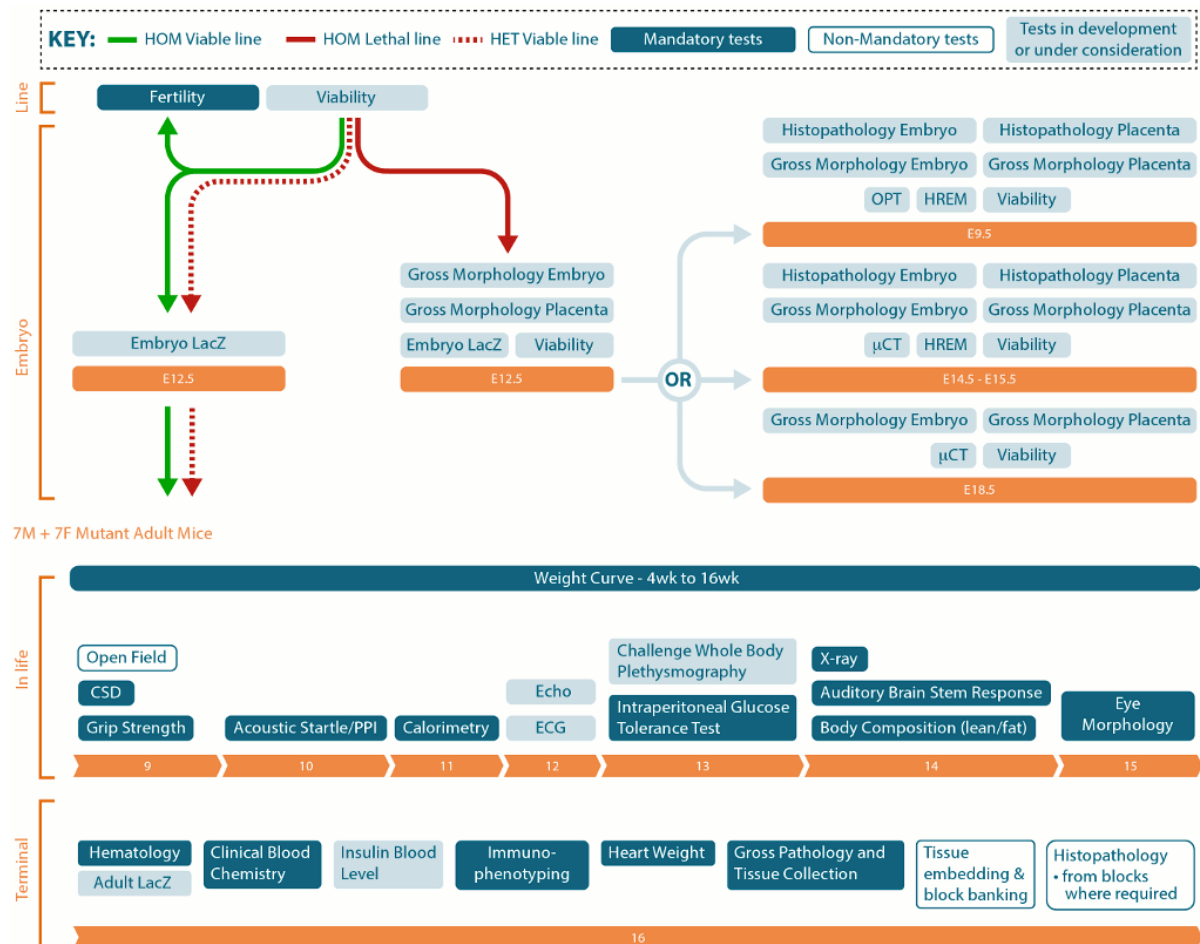 KEY: HOM Viable line HOM Lethal line HET Viable line Mandatory tests Non-Mandatory tests Tests in development
or under consideration
Line
Fertility Viability
Embryo
Histopathology Embryo Histopathology Placenta
Gross Morphology Embryo Gross Morphology Placenta
OPT HREM Viability
E9.5
Gross Morphology Embryo
Gross Morphology Placenta
Embryo LacZ Viability
E12.5
Embryo LacZ
E12.5
OR
Histopathology Embryo Histopathology Placenta
Gross Morphology Embryo Gross Morphology Placenta
μCT HREM Viability
E14.5 - E15.5
Gross Morphology Embryo Gross Morphology Placenta
μCT Viability
E18.5
7M + 7F Mutant Adult Mice
In life
Weight Curve - 4wk to 16wk
Open Field
CSD
Grip Strength
Acoustic Startle/PPI
Calorimetry
Echo
ECG
Challenge Whole Body
Plethysmography
Intraperitoneal Glucose
Tolerance Test
X-ray
Auditory Brain Stem Response
Body Composition (lean/fat)
Eye
Morphology
9 10 11 12 13 14 15
Terminal
Hematology
Adult LacZ
Clinical Blood
Chemistry
Insulin Blood
Level
Immuno-
phenotyping
Heart Weight
Gross Pathology and
Tissue Collection
Tissue
embedding &
block banking
Histopathology
• from blocks
where required
16